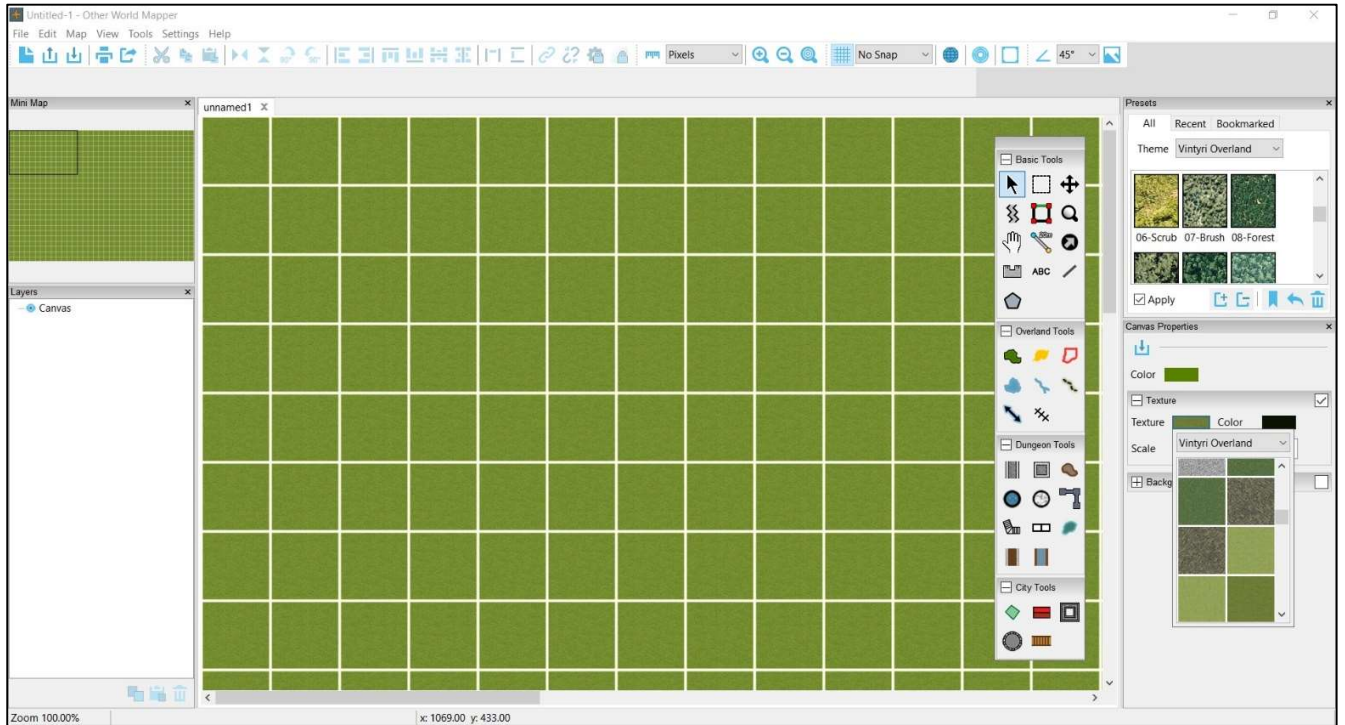 Untitled-1 - Other World Mapper
File Edit Map View Tools Settings Help
Pixels No Snap 45°
Mini Map
unnamed1 X
Presets
All Recent Bookmarked
Theme Vintyri Overland
Basic Tools
06-Scrub 07-Brush 08-Forest
ABC
Layers
Canvas
Apply
Overland Tools
Canvas Properties
Color
Texture
Texture Color
Dungeon Tools
Vintyri Overland
Scale
Backg
City Tools
Zoom 100.00% x: 1069.00 y: 433.00